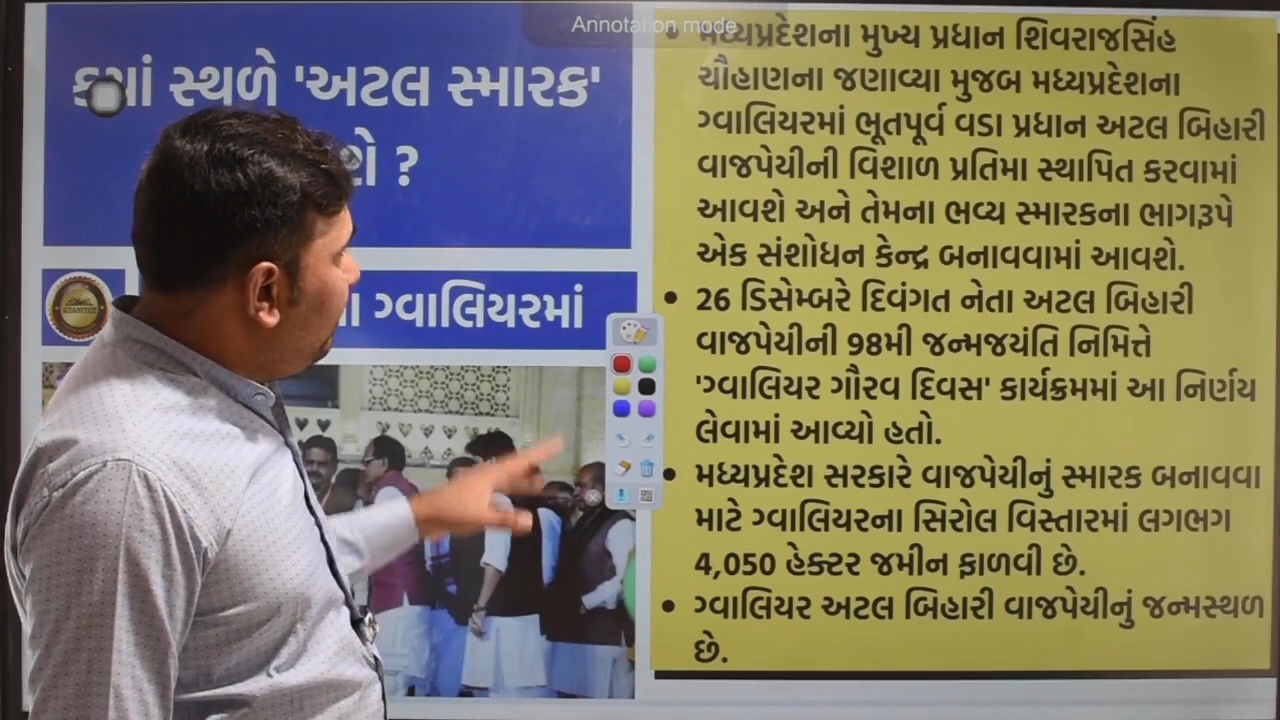 Annotation mode
સ્થળે 'અટલ સ્મારક'
?
ગ્વાલિયરમાં
મધ્યપ્રદેશના મુખ્ય પ્રધાન શિવરાજસિંહ
ચૌહાણના જણાવ્યા મુજબ મધ્યપ્રદેશના
ગ્વાલિયરમાં ભૂતપૂર્વ વડા પ્રધાન અટલ બિહારી
વાજપેયીની વિશાળ પ્રતિમા સ્થાપિત કરવામાં
આવશે અને તેમના ભવ્ય સ્મારકના ભાગરૂપે
એક સંશોધન કેન્દ્ર બનાવવામાં આવશે.
• 26 ડિસેમ્બરે દિવંગત નેતા અટલ બિહારી
વાજપેયીની 98મી જન્મજયંતિ નિમિત્તે
'ગ્વાલિયર ગૌરવ દિવસ' કાર્યક્રમમાં આ નિર્ણય
લેવામાં આવ્યો હતો.
• મધ્યપ્રદેશ સરકારે વાજપેયીનું સ્મારક બનાવવા
માટે ગ્વાલિયરના સિરોલ વિસ્તારમાં લગભગ
4,050 હેક્ટર જમીન ફાળવી છે.
• ગ્વાલિયર અટલ બિહારી વાજપેયીનું જન્મસ્થળ
છે.